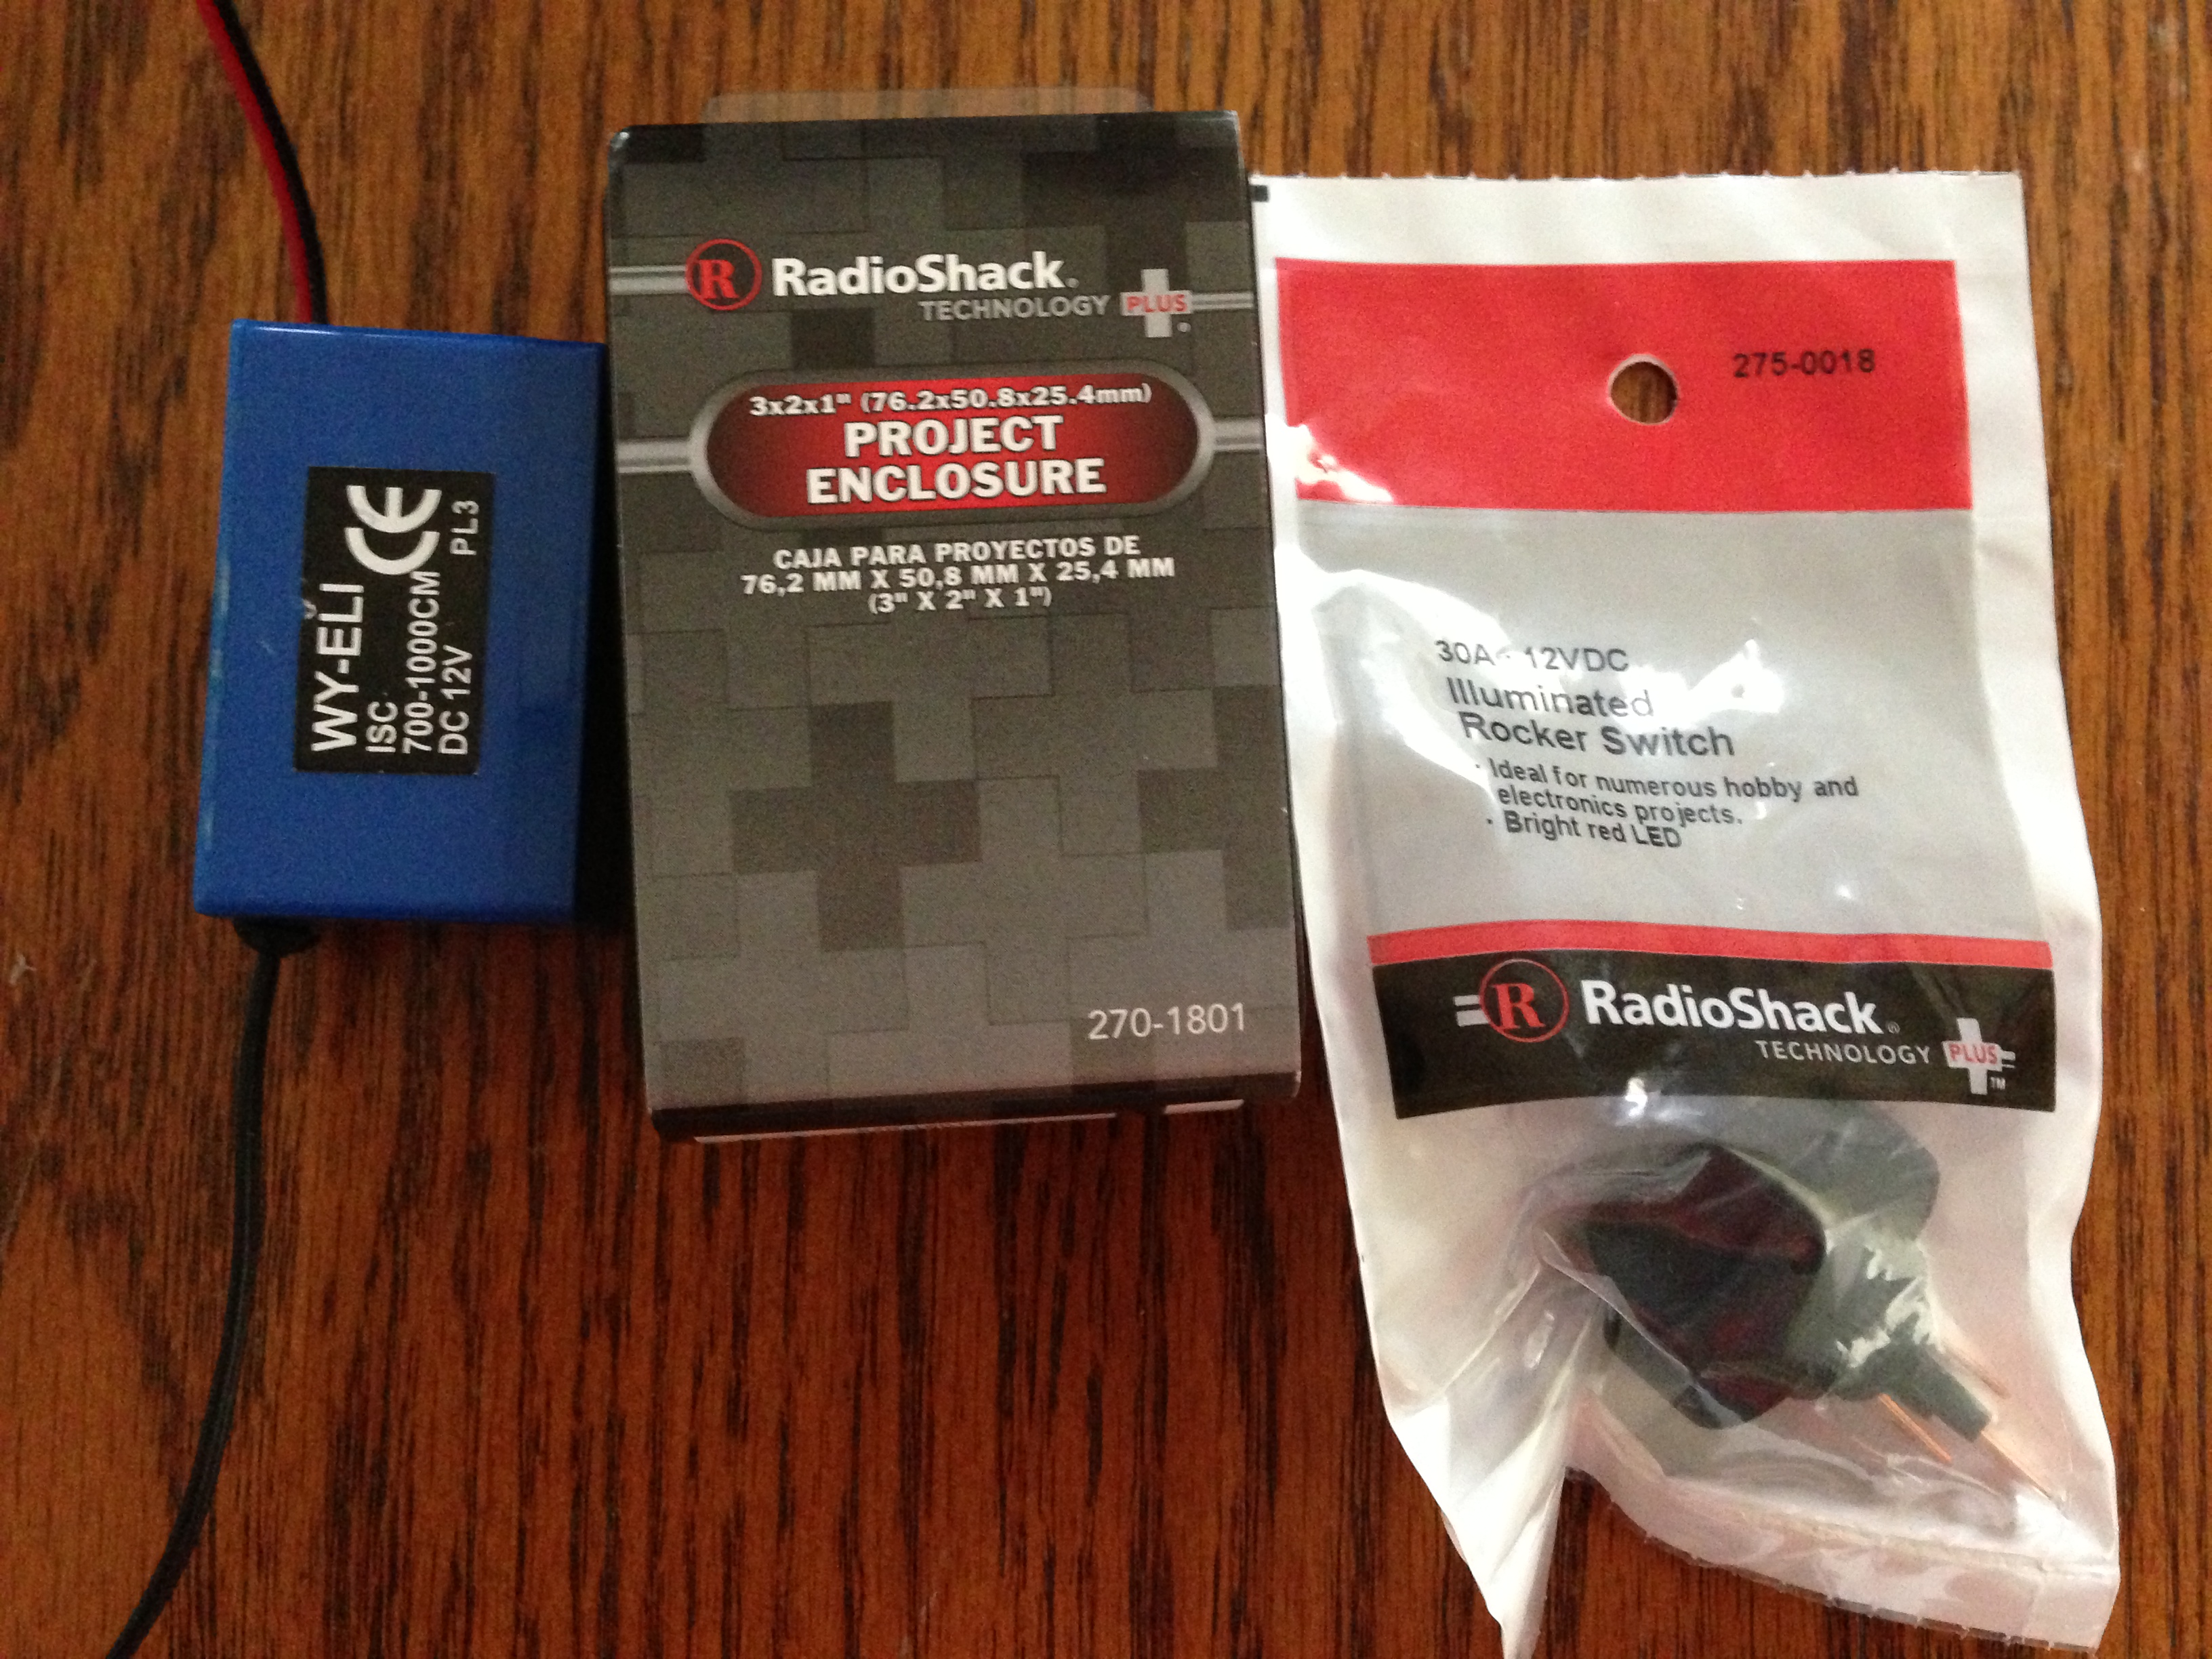 WY-ELI
ISC
700-1000CM
DC 12V PL3
CE
R RadioShack®
TECHNOLOGY PLUS®
3x2x1" (76.2x50.8x25.4mm)
PROJECT
ENCLOSURE
CAJA PARA PROYECTOS DE
76,2 MM X 50,8 MM X 25,4 MM
(3" X 2" X 1")
270-1801
275-0018
30A - 12VDC
Illuminated
Rocker Switch
· Ideal for numerous hobby and
electronics projects.
· Bright red LED
R RadioShack®
TECHNOLOGY PLUS™